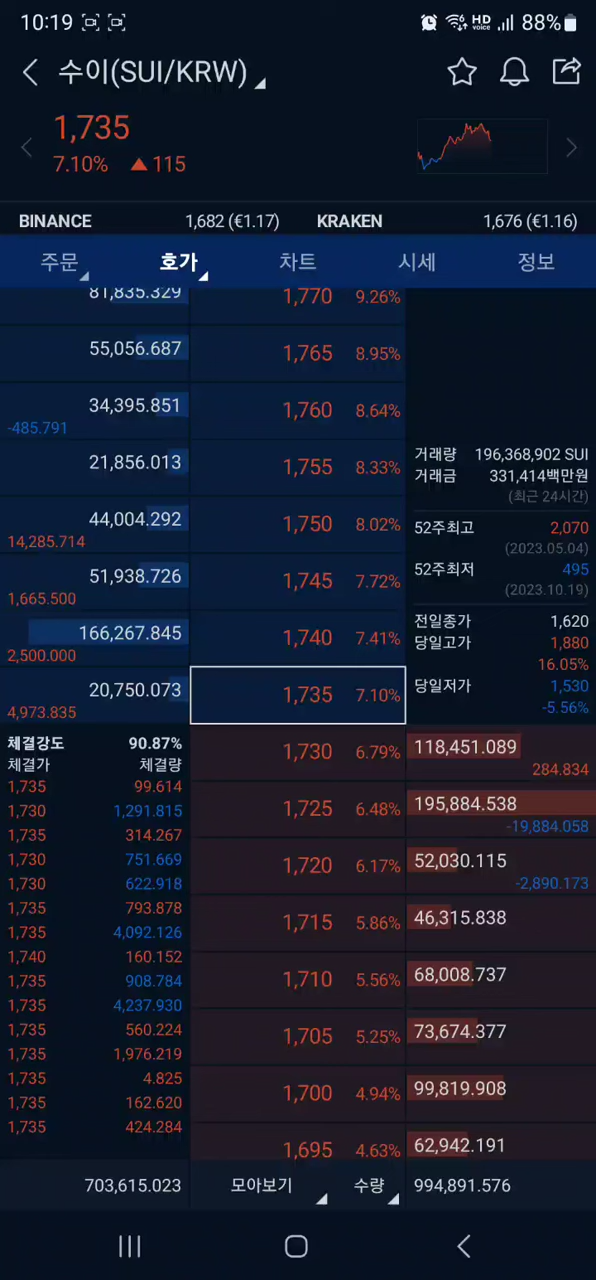 10:19 HD voice 88%
수이(SUI/KRW)
1,735
7.10% ▲ 115
BINANCE 1,682 (€1.17) KRAKEN 1,676 (€1.16)
주문 호가 차트 시세 정보
81,835.329 1,770 9.26%
55,056.687 1,765 8.95%
34,395.851 1,760 8.64%
-485.791
21,856.013 1,755 8.33%
44,004.292 1,750 8.02%
14,285.714
51,938.726 1,745 7.72%
1,665.500
166,267.845 1,740 7.41%
2,500.000
20,750.073 1,735 7.10%
4,973.835
거래량 196,368,902 SUI
거래금 331,414백만원
(최근 24시간)
52주최고 2,070
(2023.05.04)
52주최저 495
(2023.10.19)
전일종가 1,620
당일고가 1,880
16.05%
당일저가 1,530
-5.56%
체결강도 90.87%
체결가 체결량
1,735 99.614
1,730 1,291.815
1,735 314.267
1,730 751.669
1,730 622.918
1,735 793.878
1,735 4,092.126
1,740 160.152
1,735 908.784
1,735 4,237.930
1,735 560.224
1,735 1,976.219
1,735 4.825
1,735 162.620
1,735 424.284
1,730 6.79% 118,451.089
284.834
1,725 6.48% 195,884.538
-19,884.058
1,720 6.17% 52,030.115
-2,890.173
1,715 5.86% 46,315.838
1,710 5.56% 68,008.737
1,705 5.25% 73,674.377
1,700 4.94% 99,819.908
1,695 4.63% 62,942.191
703,615.023 모아보기 수량 994,891.576